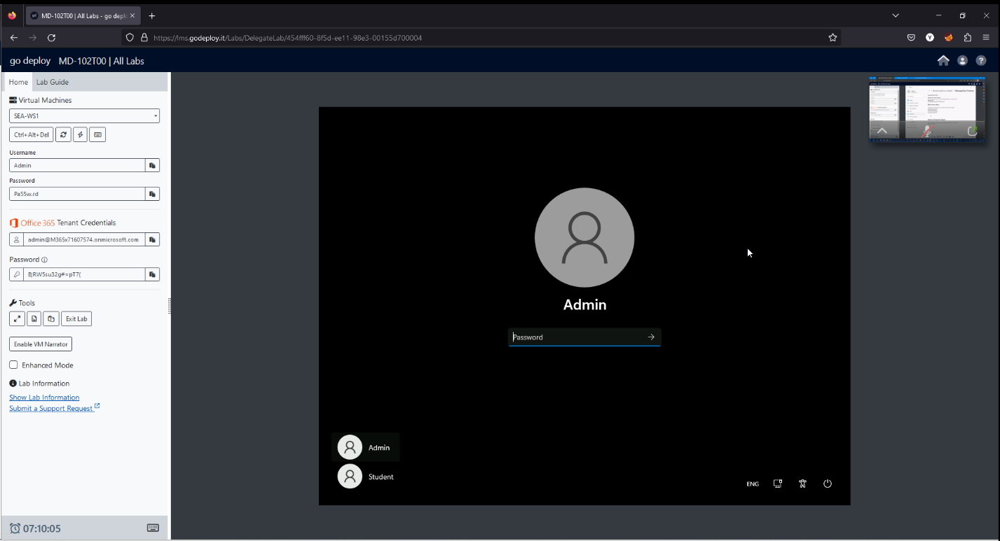 MD-102T00 | All Labs - go deplo
https://lms.godeploy.it/Labs/DelegateLab/454fff60-8f5d-ee11-98e3-00155d700004
Y
go deploy MD-102T00 | All Labs
Home Lab Guide
Virtual Machines
SEA-WS1
Ctrl+Alt+Del
Username
Admin
Password
Pa55w.rd
Office 365 Tenant Credentials
admin@M365x71607574.onmicrosoft.com
Password
B;RW5su32g#=pT7(
Tools
Exit Lab
Enable VM Narrator
Enhanced Mode
Lab Information
Show Lab Information
Submit a Support Request
07:10:05
Admin
Password
Admin
Student
ENG